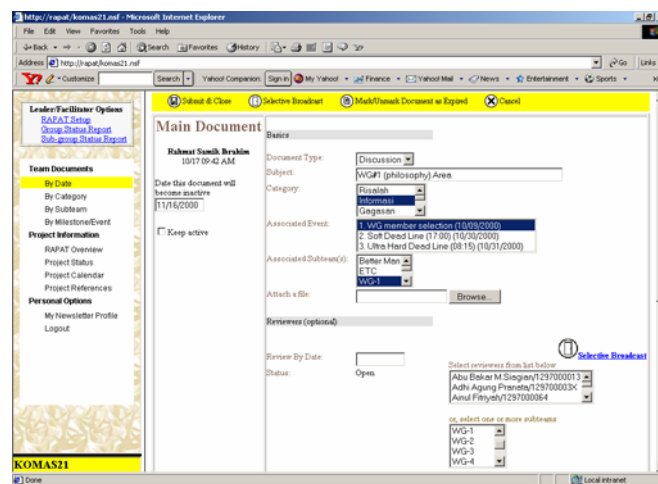 http://rapat/komas21.nsf - Microsoft Internet Explorer
File Edit View Favorites Tools Help
Back Search Favorites History
Address http://rapat/komas21.nsf Go Links
Y! Customize Search Yahoo! Companion: Sign in My Yahoo! Finance Yahoo! Mail News Entertainment Sports
Leader/Facilitator Options
RAPAT Setup
Group Status Report
Sub-group Status Report
Team Documents
By Date
By Category
By Subteam
By Milestone/Event
Project Information
RAPAT Overview
Project Status
Project Calendar
Project References
Personal Options
My Newsletter Profile
Logout
KOMAS21
Submit & Close Selective Broadcast Mark/Unmark Document as Expired Cancel
Main Document
Rahmat Samik Ibrahim
10/17 09:42 AM
Date this document will
become inactive
11/16/2000
Keep active
Basics
Document Type: Discussion
Subject: WG#1 (philosophy) Area
Category: Risalah
Informasi
Gagasan
Associated Event: 1. WG member selection (10/09/2000)
2. Soft Dead Line (17:00) (10/30/2000)
3. Ultra Hard Dead Line (08:15) (10/31/2000)
Associated Subteam(s): Better Man
ETC
WG-1
Attach a file: Browse...
Reviewers (optional)
Selective Broadcast
Review By Date:
Status: Open
Select reviewers from list below
Abu Bakar M.Siagian/1297000013
Adhi Agung Pranata/129700003X
Ainul Fitriyah/1297000064
or, select one or more subteams
WG-1
WG-2
WG-3
WG-4
Done Local intranet